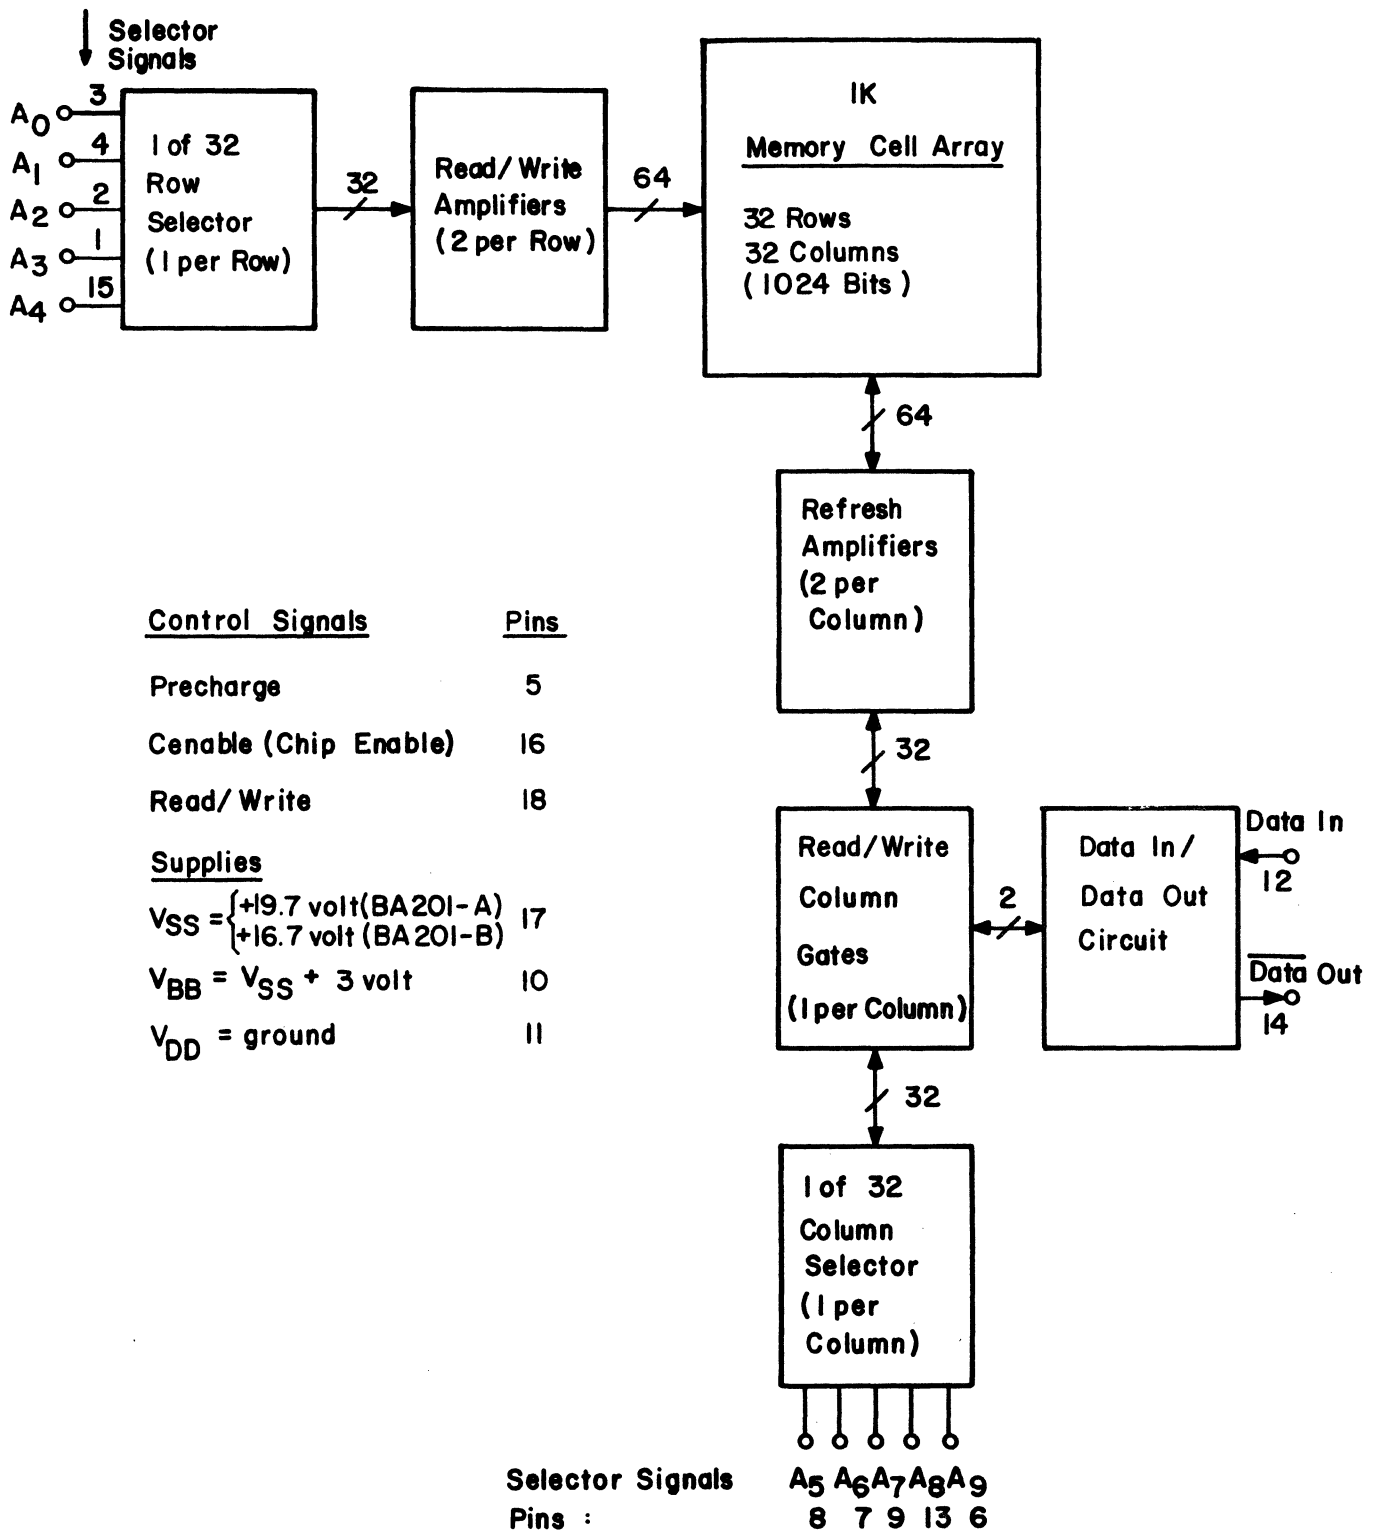 Selector
Signals
A0 3
A1 4
A2 2
A3 1
A4 15
1 of 32
Row
Selector
(1 per Row)
32
Read/Write
Amplifiers
(2 per Row)
64
1K
Memory Cell Array
32 Rows
32 Columns
(1024 Bits)
64
Refresh
Amplifiers
(2 per
Column)
32
Control Signals Pins
Precharge 5
Cenable (Chip Enable) 16
Read/Write 18
Supplies
VSS = { +19.7 volt (BA201-A) 17
+16.7 volt (BA201-B)
VBB = VSS + 3 volt 10
VDD = ground 11
Read/Write
Column
Gates
(1 per Column)
2
Data In/
Data Out
Circuit
Data In
12
D̅a̅t̅a̅ Out
14
32
1 of 32
Column
Selector
(1 per
Column)
Selector Signals A5 A6 A7 A8 A9
Pins : 8 7 9 13 6